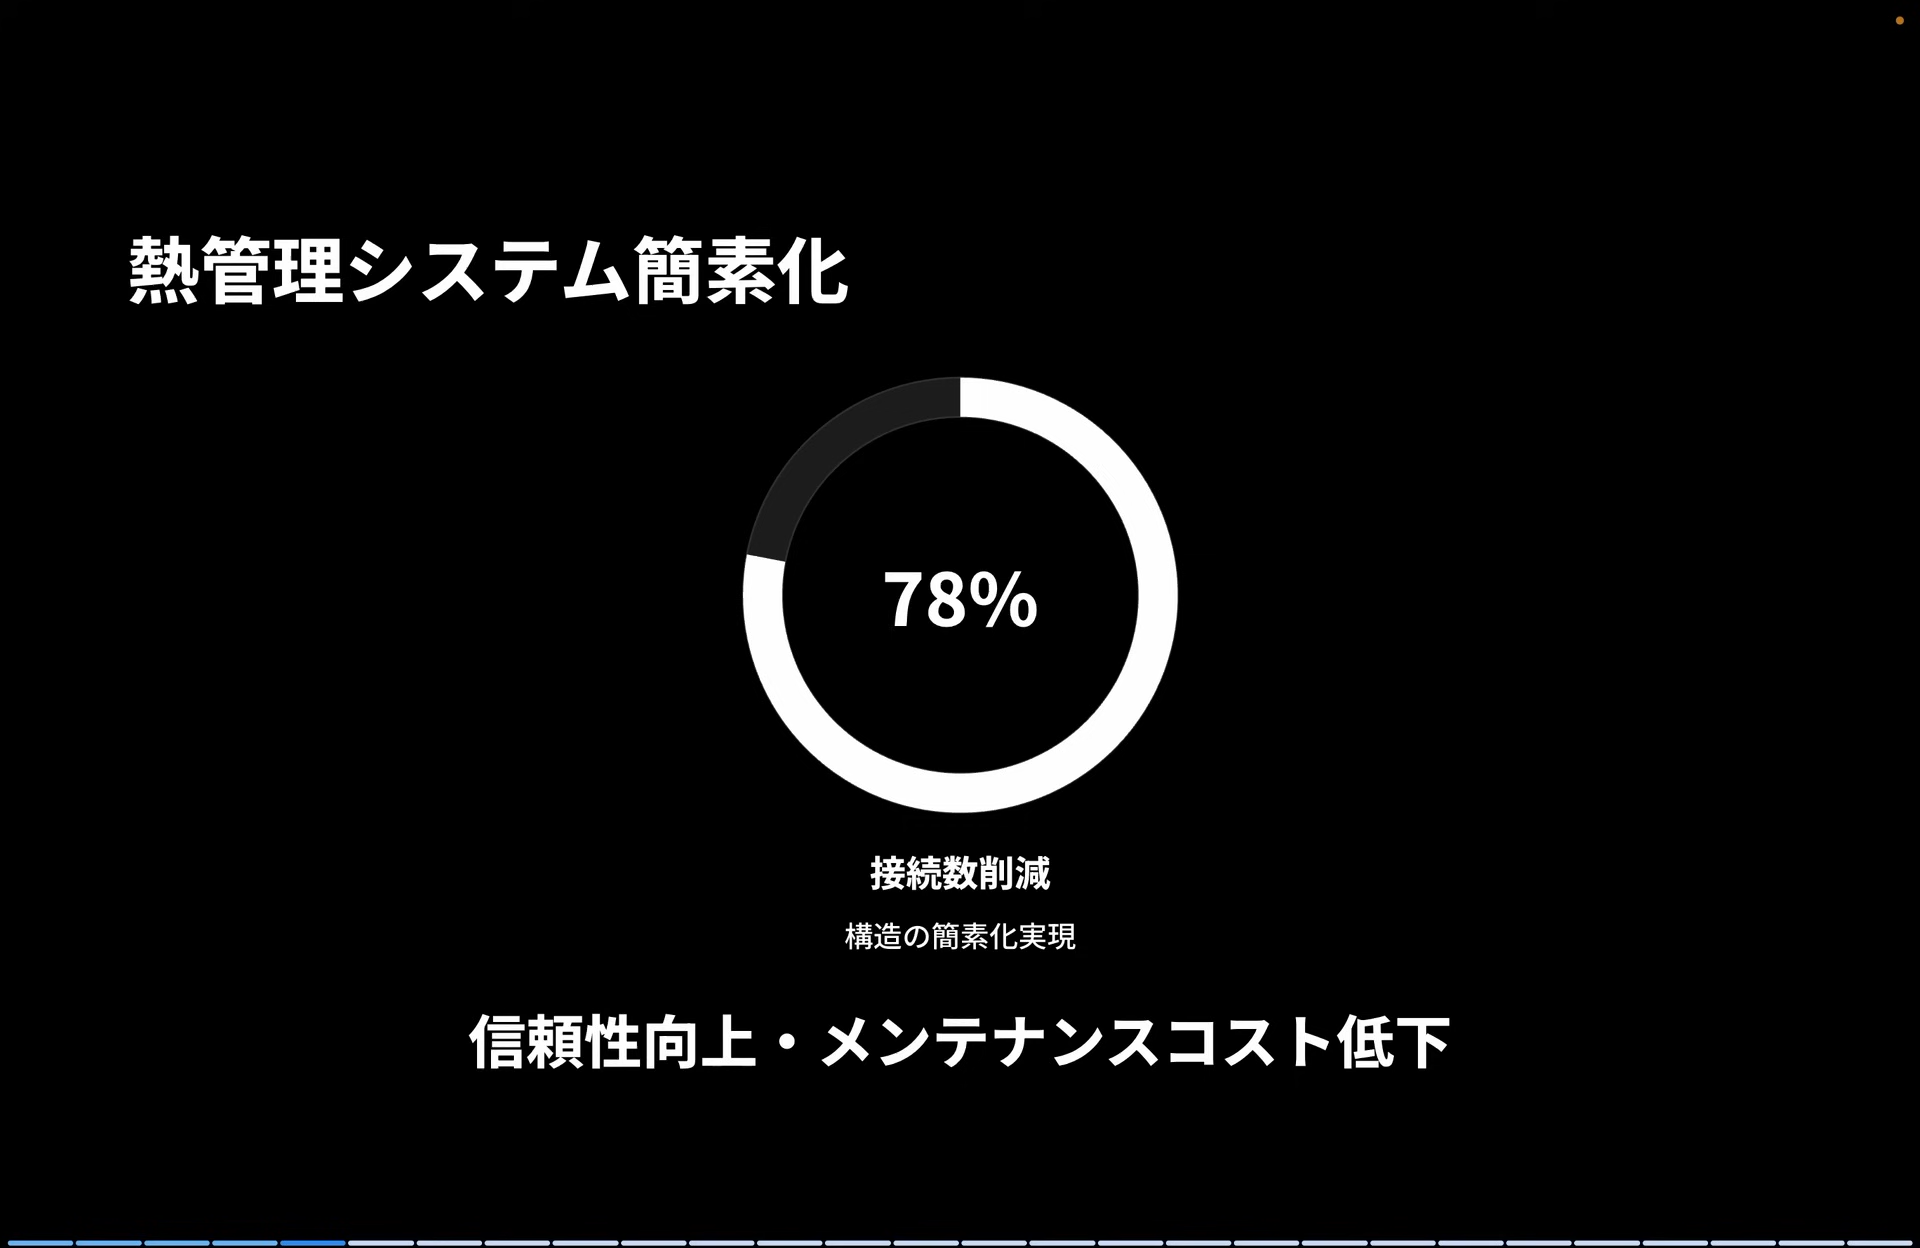 熱管理システム簡素化
78%
接続数削減
構造の簡素化実現
信頼性向上・メンテナンスコスト低下